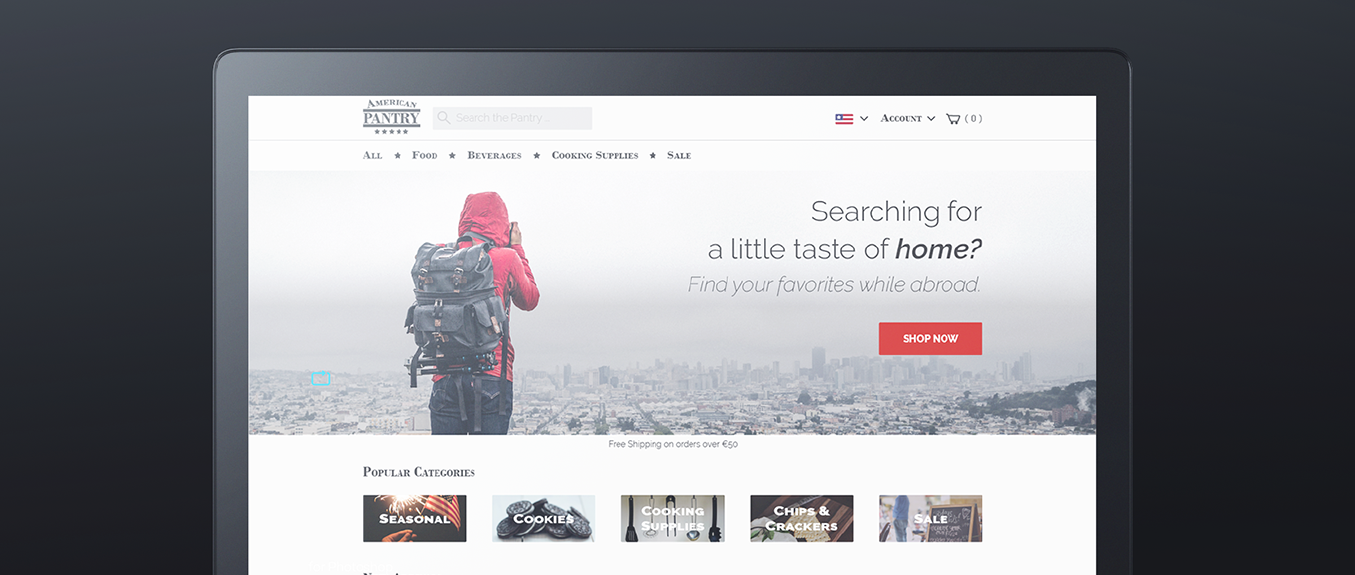 AMERICAN
PANTRY
Search the Pantry ...
ACCOUNT
( 0 )
ALL ★ FOOD ★ BEVERAGES ★ COOKING SUPPLIES ★ SALE
Searching for
a little taste of home?
Find your favorites while abroad.
SHOP NOW
Free Shipping on orders over €50
POPULAR CATEGORIES
SEASONAL
COOKIES
COOKING
SUPPLIES
CHIPS &
CRACKERS
SALE